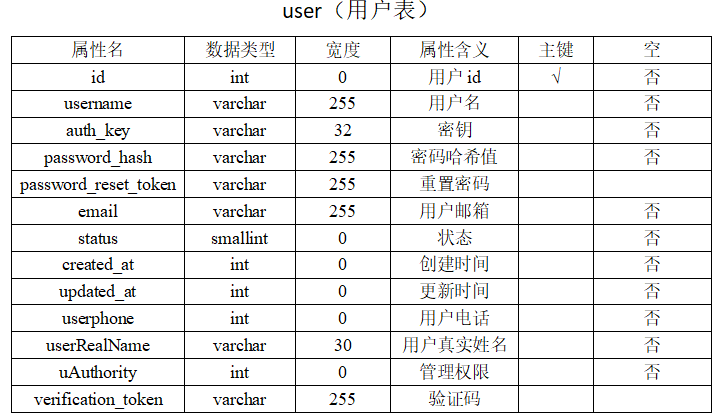 user（用户表）
属性名 数据类型 宽度 属性含义 主键 空
id int 0 用户 id √ 否
username varchar 255 用户名 否
auth_key varchar 32 密钥 否
password_hash varchar 255 密码哈希值 否
password_reset_token varchar 255 重置密码
email varchar 255 用户邮箱 否
status smallint 0 状态 否
created_at int 0 创建时间 否
updated_at int 0 更新时间 否
userphone int 0 用户电话 否
userRealName varchar 30 用户真实姓名 否
uAuthority int 0 管理权限 否
verification_token varchar 255 验证码